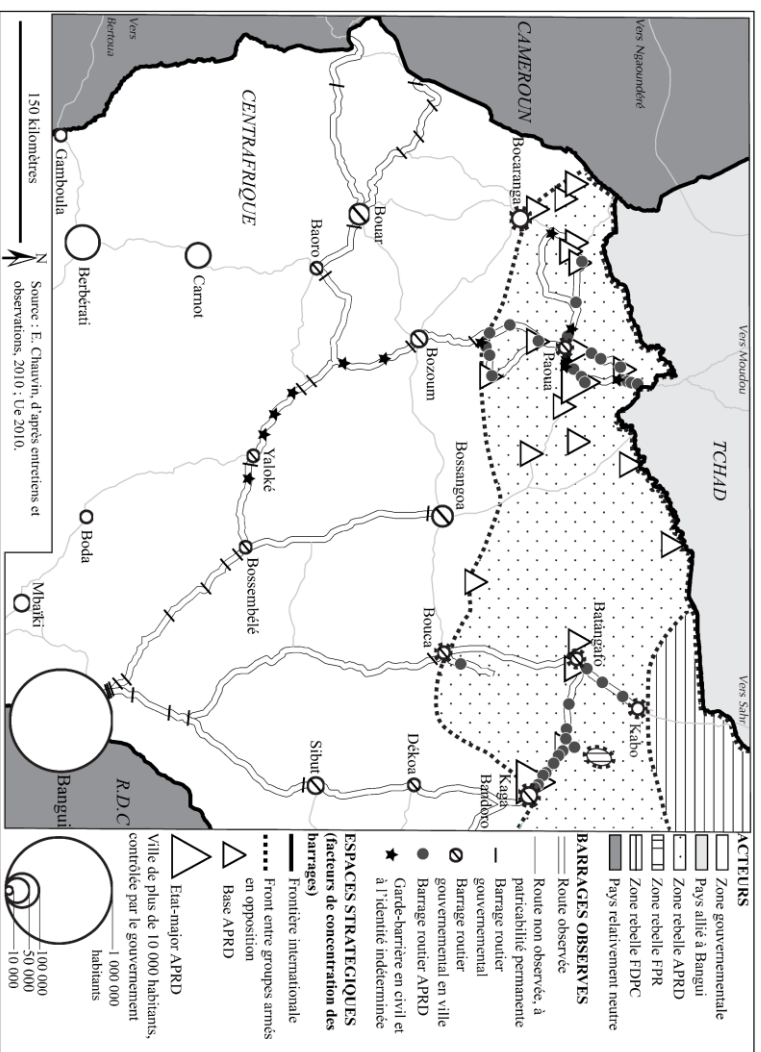 Vers Ngaoundéré
Vers Moudou
Vers Sahr
CAMEROUN
TCHAD
Bocaranga
Paoua
Batangafo
Kabo
Kaga
Bandoro
Bouca
Bossangoa
Bozoum
Bouar
Baoro
CENTRAFRIQUE
Dékoa
Sibut
Yaloké
Bossembélé
Carnot
Vers
Bertoua
Gamboula
Berbérati
Boda
Mbaïki
Bangui
R.D.C
150 kilomètres
N
Source : E. Chauvin, d'après entretiens et
observations, 2010 ; Ue 2010.
ACTEURS
Zone gouvernementale
Pays allié à Bangui
Zone rebelle APRD
Zone rebelle FPR
Zone rebelle FDPC
Pays relativement neutre
BARRAGES OBSERVES
Route observée
Route non observée, à
patricabilité permanente
Barrage routier
gouvernemental
Barrage routier
gouvernemental en ville
Barrage routier APRD
Garde-barrière en civil et
à l'identité indéterminée
ESPACES STRATEGIQUES
(facteurs de concentration des
barrages)
Frontière internationale
Front entre groupes armés
en opposition
Base APRD
Etat-major APRD
Ville de plus de 10 000 habitants,
contrôlée par le gouvernement
1 000 000
habitants
100 000
50 000
10 000